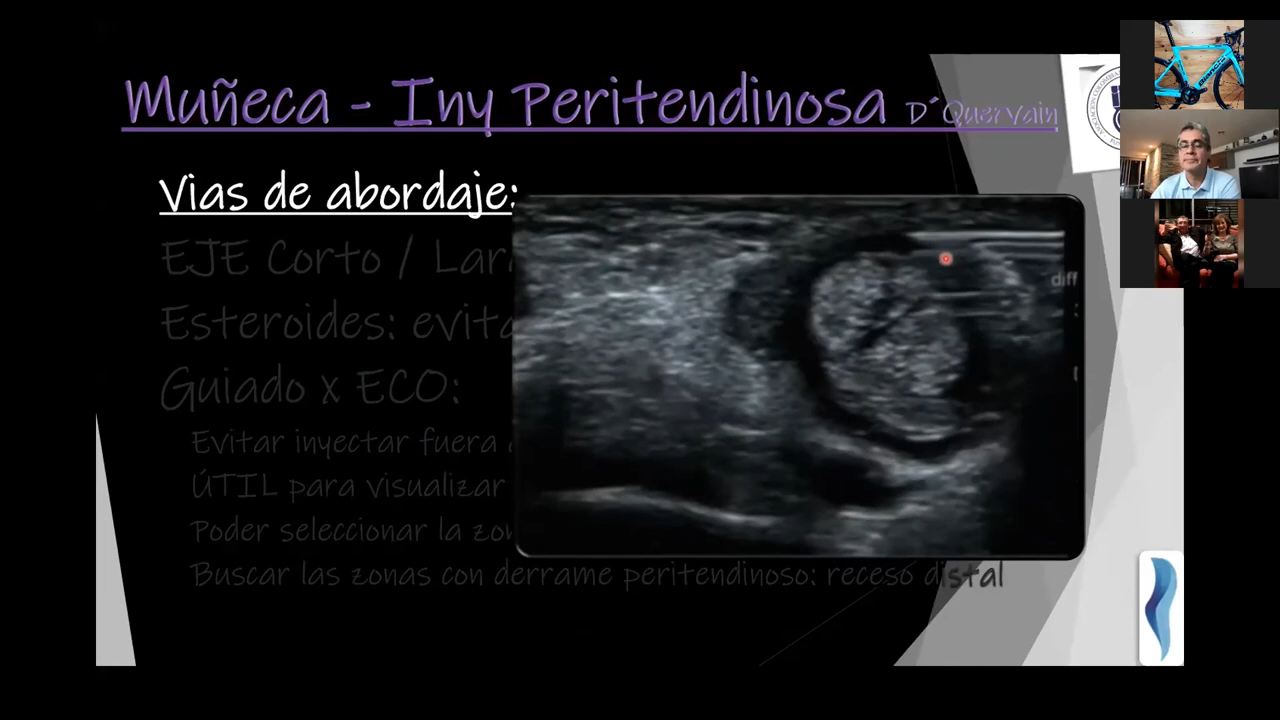 Muñeca - Iny Peritendinosa D´Quervain
Vias de abordaje:
EJE Corto / Lar
Esteroides: evita
Guiado x ECO:
Evitar inyectar fuera
ÚTIL para visualizar
Poder seleccionar la zo
Buscar las zonas con derrame peritendinoso: receso distal
diff